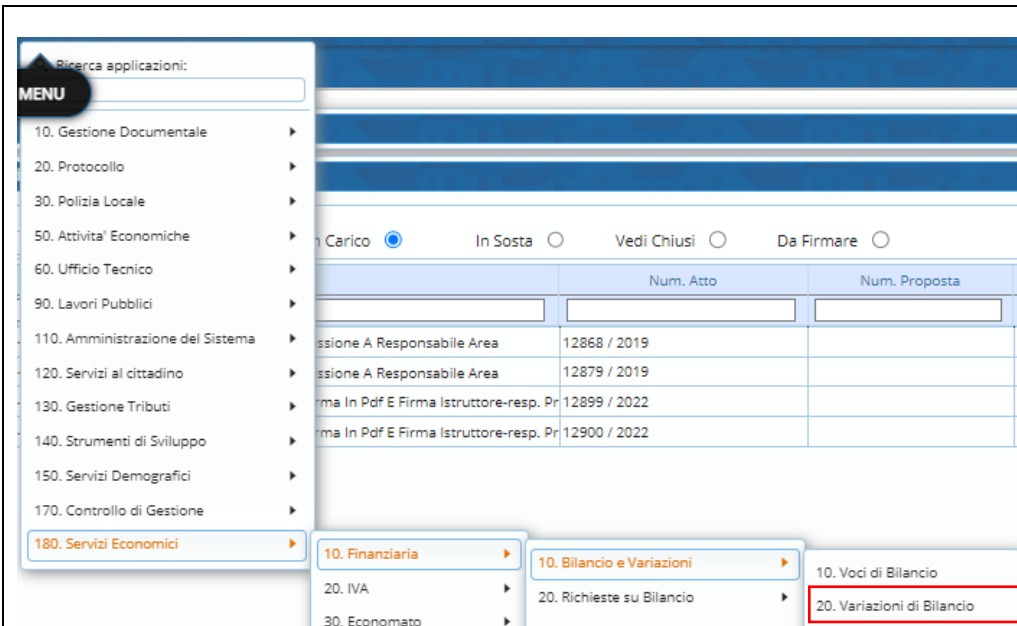 Ricerca applicazioni:
MENU
10. Gestione Documentale
20. Protocollo
30. Polizia Locale
50. Attivita' Economiche
60. Ufficio Tecnico
90. Lavori Pubblici
110. Amministrazione del Sistema
120. Servizi al cittadino
130. Gestione Tributi
140. Strumenti di Sviluppo
150. Servizi Demografici
170. Controllo di Gestione
180. Servizi Economici
Carico In Sosta Vedi Chiusi Da Firmare
Num. Atto Num. Proposta
ssione A Responsabile Area 12868 / 2019
ssione A Responsabile Area 12879 / 2019
rma In Pdf E Firma Istruttore-resp. Pr 12899 / 2022
rma In Pdf E Firma Istruttore-resp. Pr 12900 / 2022
10. Finanziaria
20. IVA
30. Economato
10. Bilancio e Variazioni
20. Richieste su Bilancio
10. Voci di Bilancio
20. Variazioni di Bilancio